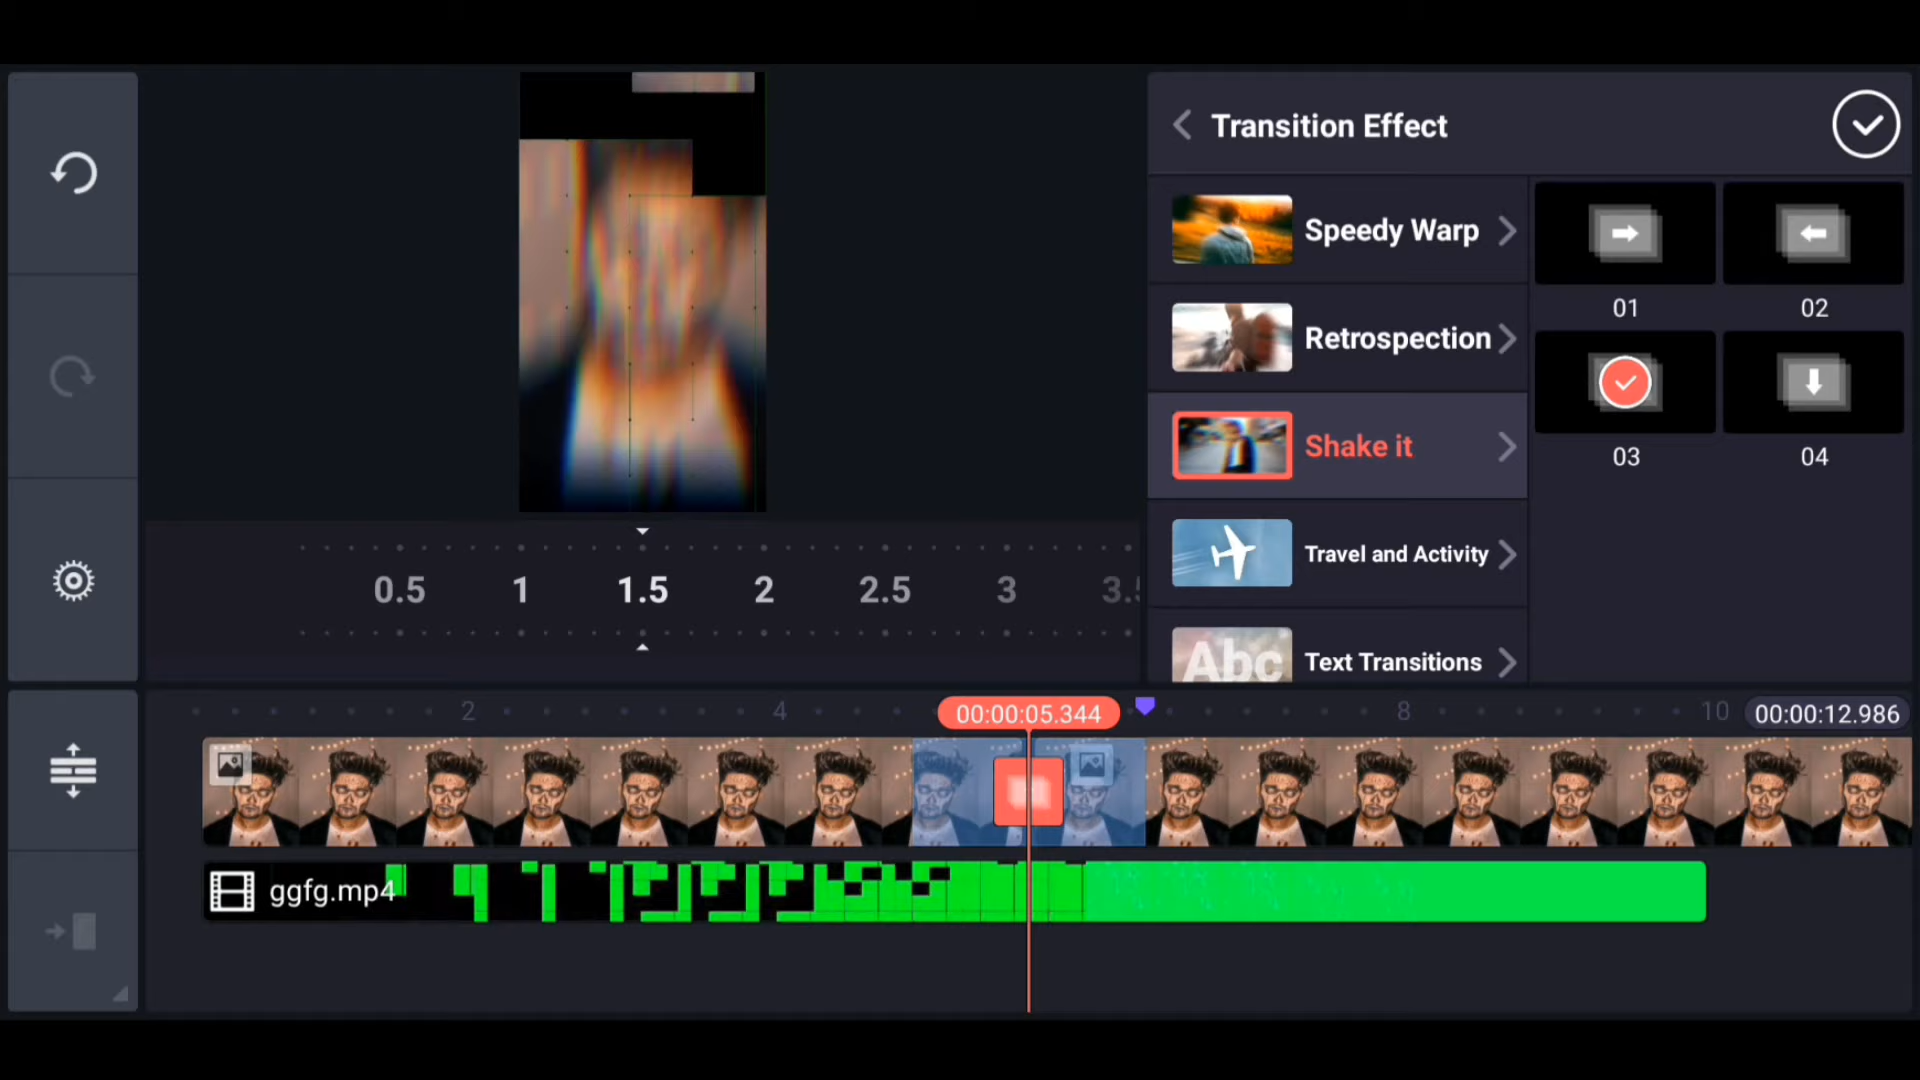 Transition Effect
Speedy Warp
Retrospection
Shake it
Travel and Activity
Abc
Text Transitions
01
02
03
04
0.5
1
1.5
2
2.5
3
2
4
00:00:05.344
8
10
00:00:12.986
ggfg.mp4